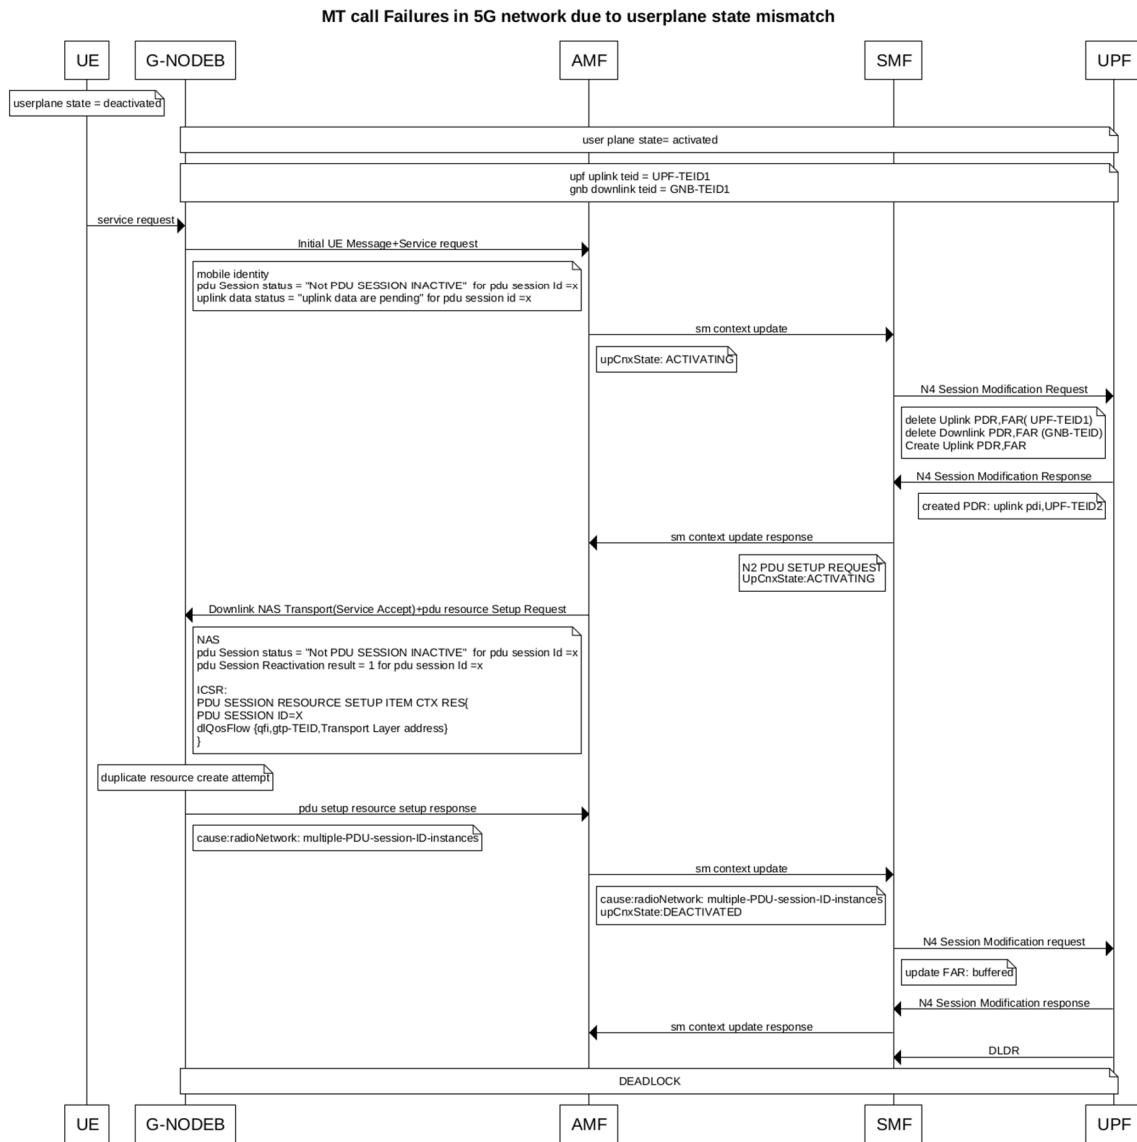 MT call Failures in 5G network due to userplane state mismatch
UE
G-NODEB
AMF
SMF
UPF
userplane state = deactivated
user plane state= activated
upf uplink teid = UPF-TEID1
gnb downlink teid = GNB-TEID1
service request
Initial UE Message+Service request
mobile identity
pdu Session status = "Not PDU SESSION INACTIVE" for pdu session Id =x
uplink data status = "uplink data are pending" for pdu session id =x
sm context update
upCnxState: ACTIVATING
N4 Session Modification Request
delete Uplink PDR,FAR( UPF-TEID1)
delete Downlink PDR,FAR (GNB-TEID)
Create Uplink PDR,FAR
N4 Session Modification Response
created PDR: uplink pdi,UPF-TEID2
sm context update response
N2 PDU SETUP REQUEST
UpCnxState:ACTIVATING
Downlink NAS Transport(Service Accept)+pdu resource Setup Request
NAS
pdu Session status = "Not PDU SESSION INACTIVE" for pdu session Id =x
pdu Session Reactivation result = 1 for pdu session Id =x
ICSR:
PDU SESSION RESOURCE SETUP ITEM CTX RES{
PDU SESSION ID=X
dlQosFlow {qfi,gtp-TEID,Transport Layer address}
}
duplicate resource create attempt
pdu setup resource setup response
cause:radioNetwork: multiple-PDU-session-ID-instances
sm context update
cause:radioNetwork: multiple-PDU-session-ID-instances
upCnxState:DEACTIVATED
N4 Session Modification request
update FAR: buffered
N4 Session Modification response
sm context update response
DLDR
DEADLOCK
UE
G-NODEB
AMF
SMF
UPF